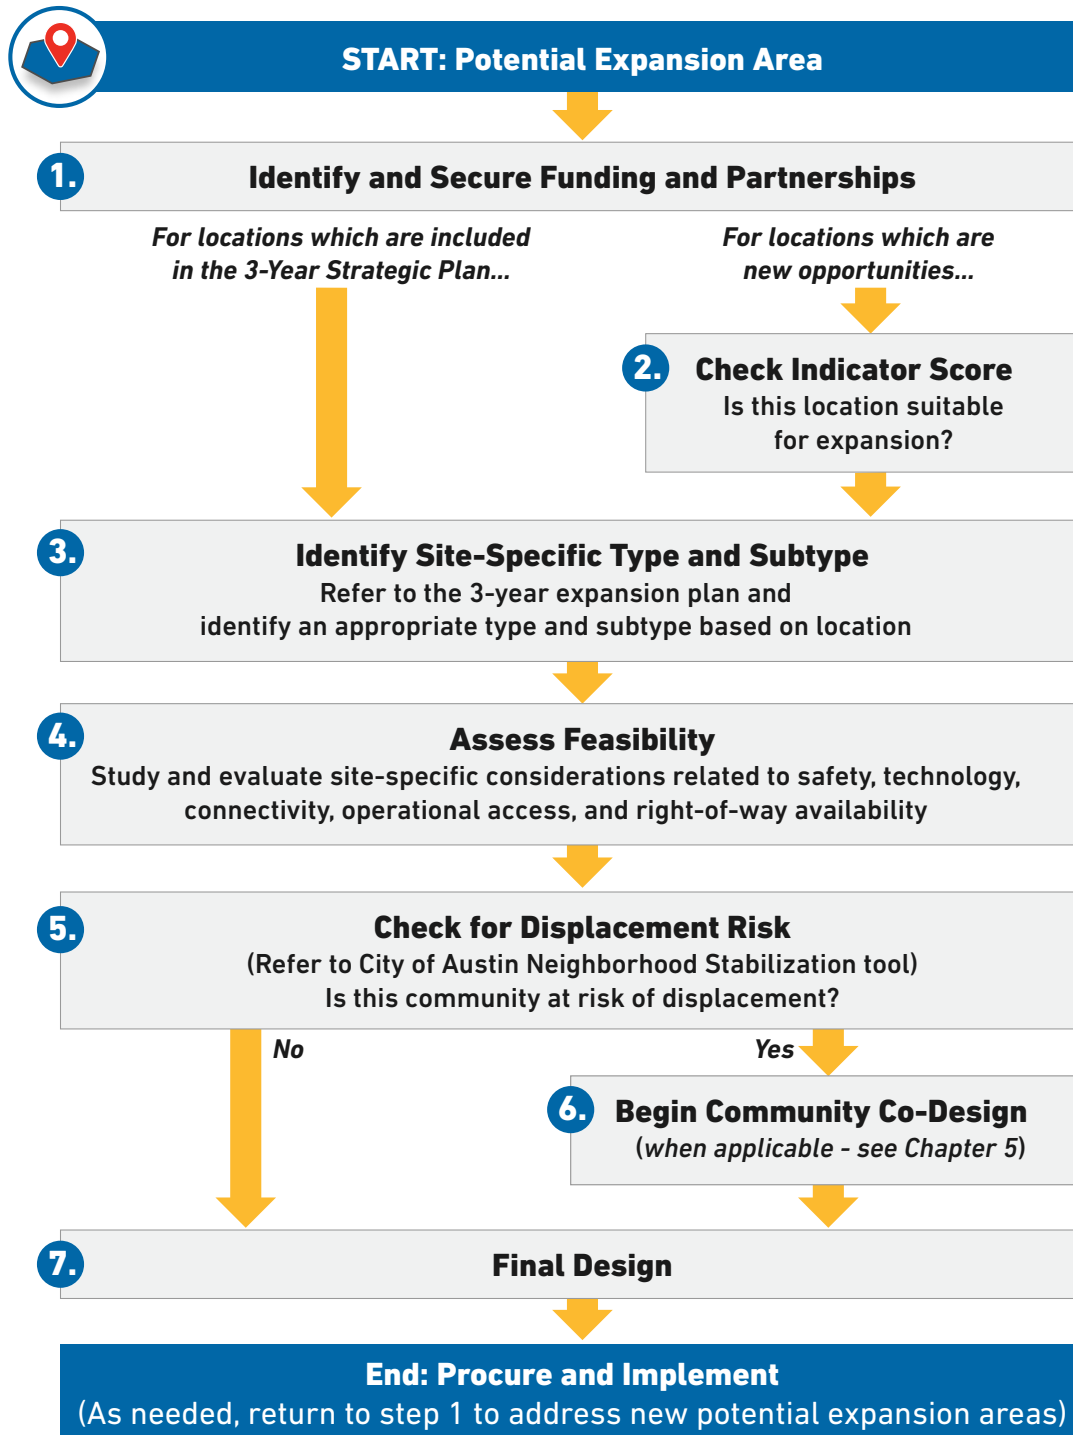 START: Potential Expansion Area
1.
Identify and Secure Funding and Partnerships
For locations which are included
in the 3-Year Strategic Plan...
For locations which are
new opportunities...
2.
Check Indicator Score
Is this location suitable
for expansion?
3.
Identify Site-Specific Type and Subtype
Refer to the 3-year expansion plan and
identify an appropriate type and subtype based on location
4.
Assess Feasibility
Study and evaluate site-specific considerations related to safety, technology,
connectivity, operational access, and right-of-way availability
5.
Check for Displacement Risk
(Refer to City of Austin Neighborhood Stabilization tool)
Is this community at risk of displacement?
No
Yes
6.
Begin Community Co-Design
(when applicable - see Chapter 5)
7.
Final Design
End: Procure and Implement
(As needed, return to step 1 to address new potential expansion areas)